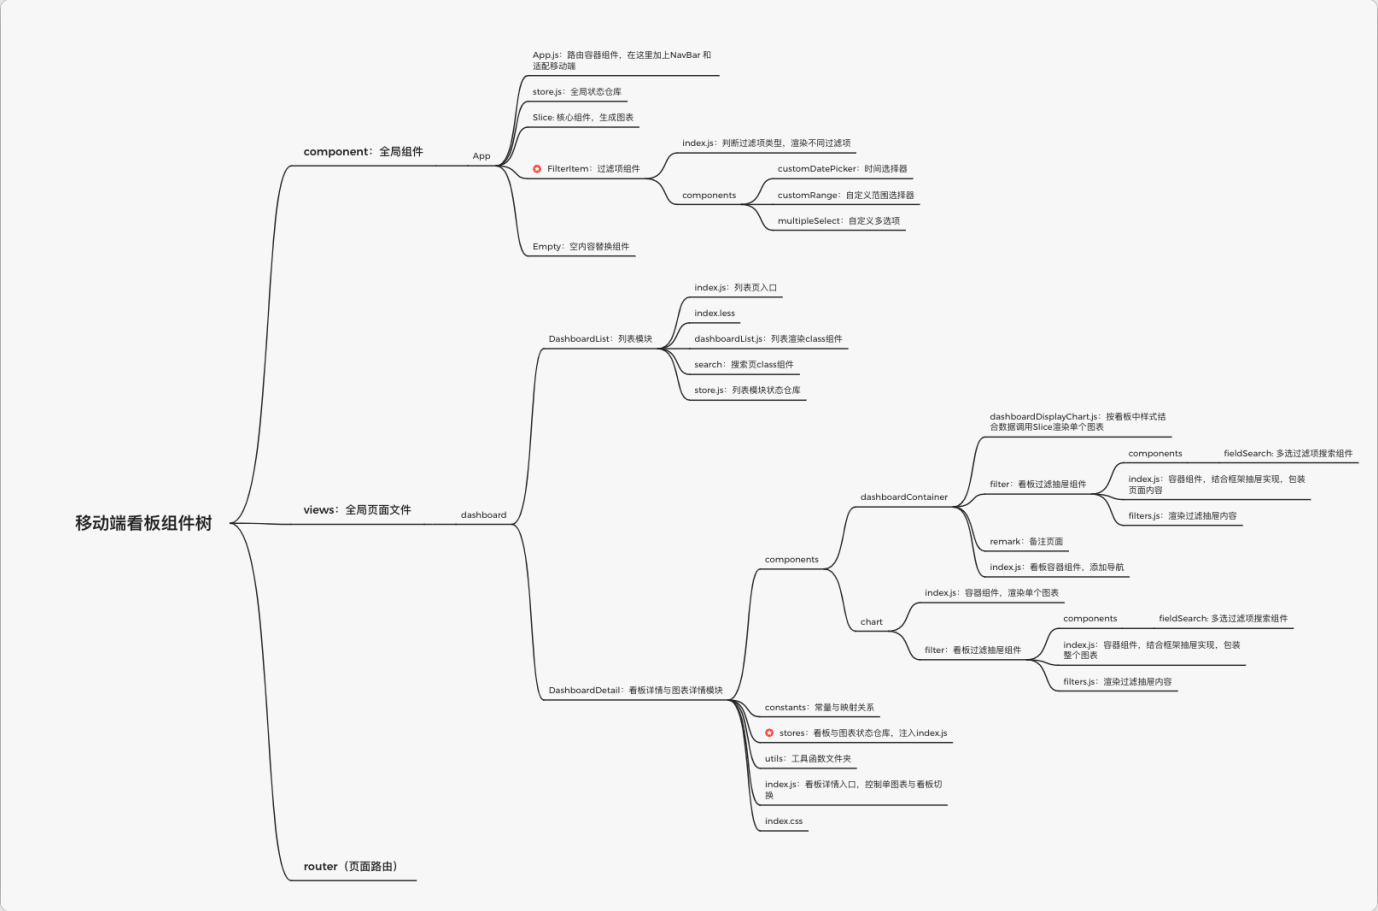 移动端看板组件树
component：全局组件
App
App.js：路由容器组件，在这里加上NavBar 和
适配移动端
store.js：全局状态仓库
Slice: 核心组件，生成图表
FilterItem：过滤项组件
index.js：判断过滤项类型，渲染不同过滤项
components
customDatePicker：时间选择器
customRange：自定义范围选择器
multipleSelect：自定义多选项
Empty：空内容替换组件
views：全局页面文件
dashboard
DashboardList：列表模块
index.js：列表页入口
index.less
dashboardList.js：列表渲染class组件
search：搜索页class组件
store.js：列表模块状态仓库
DashboardDetail：看板详情与图表详情模块
components
dashboardContainer
dashboardDisplayChart.js：按看板中样式结
合数据调用Slice渲染单个图表
filter：看板过滤抽屉组件
components
fieldSearch: 多选过滤项搜索组件
index.js：容器组件，结合框架抽屉实现，包装
页面内容
filters.js：渲染过滤抽屉内容
remark：备注页面
index.js：看板容器组件，添加导航
chart
index.js：容器组件，渲染单个图表
filter：看板过滤抽屉组件
components
fieldSearch: 多选过滤项搜索组件
index.js：容器组件，结合框架抽屉实现，包装
整个图表
filters.js：渲染过滤抽屉内容
constants：常量与映射关系
stores：看板与图表状态仓库，注入index.js
utils：工具函数文件夹
index.js：看板详情入口，控制单图表与看板切
换
index.css
router（页面路由）